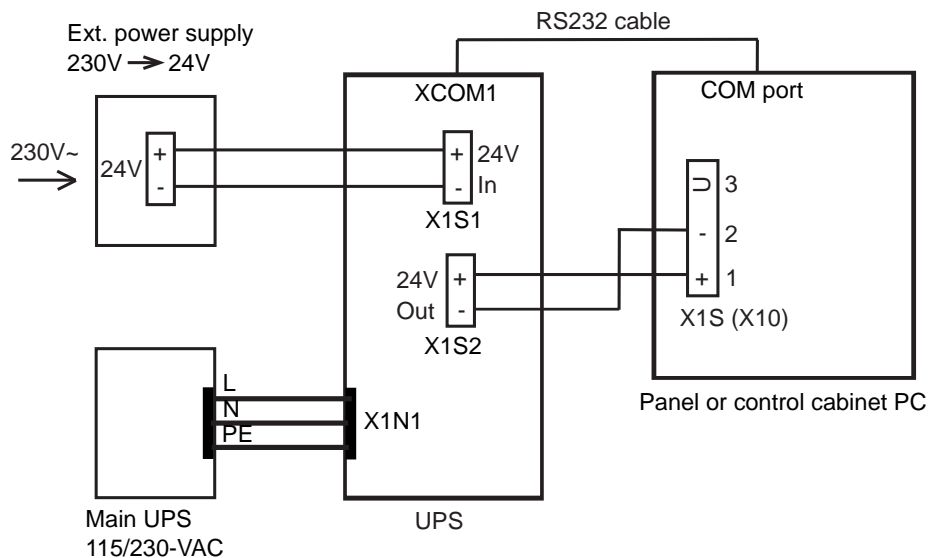 RS232 cable
Ext. power supply
230V → 24V
XCOM1
COM port
230V~
24V
+
-
+
-
24V
In
X1S1
⊃
3
-
2
+
1
X1S (X10)
24V
Out
+
-
X1S2
L
N
PE
X1N1
Panel or control cabinet PC
Main UPS
115/230-VAC
UPS